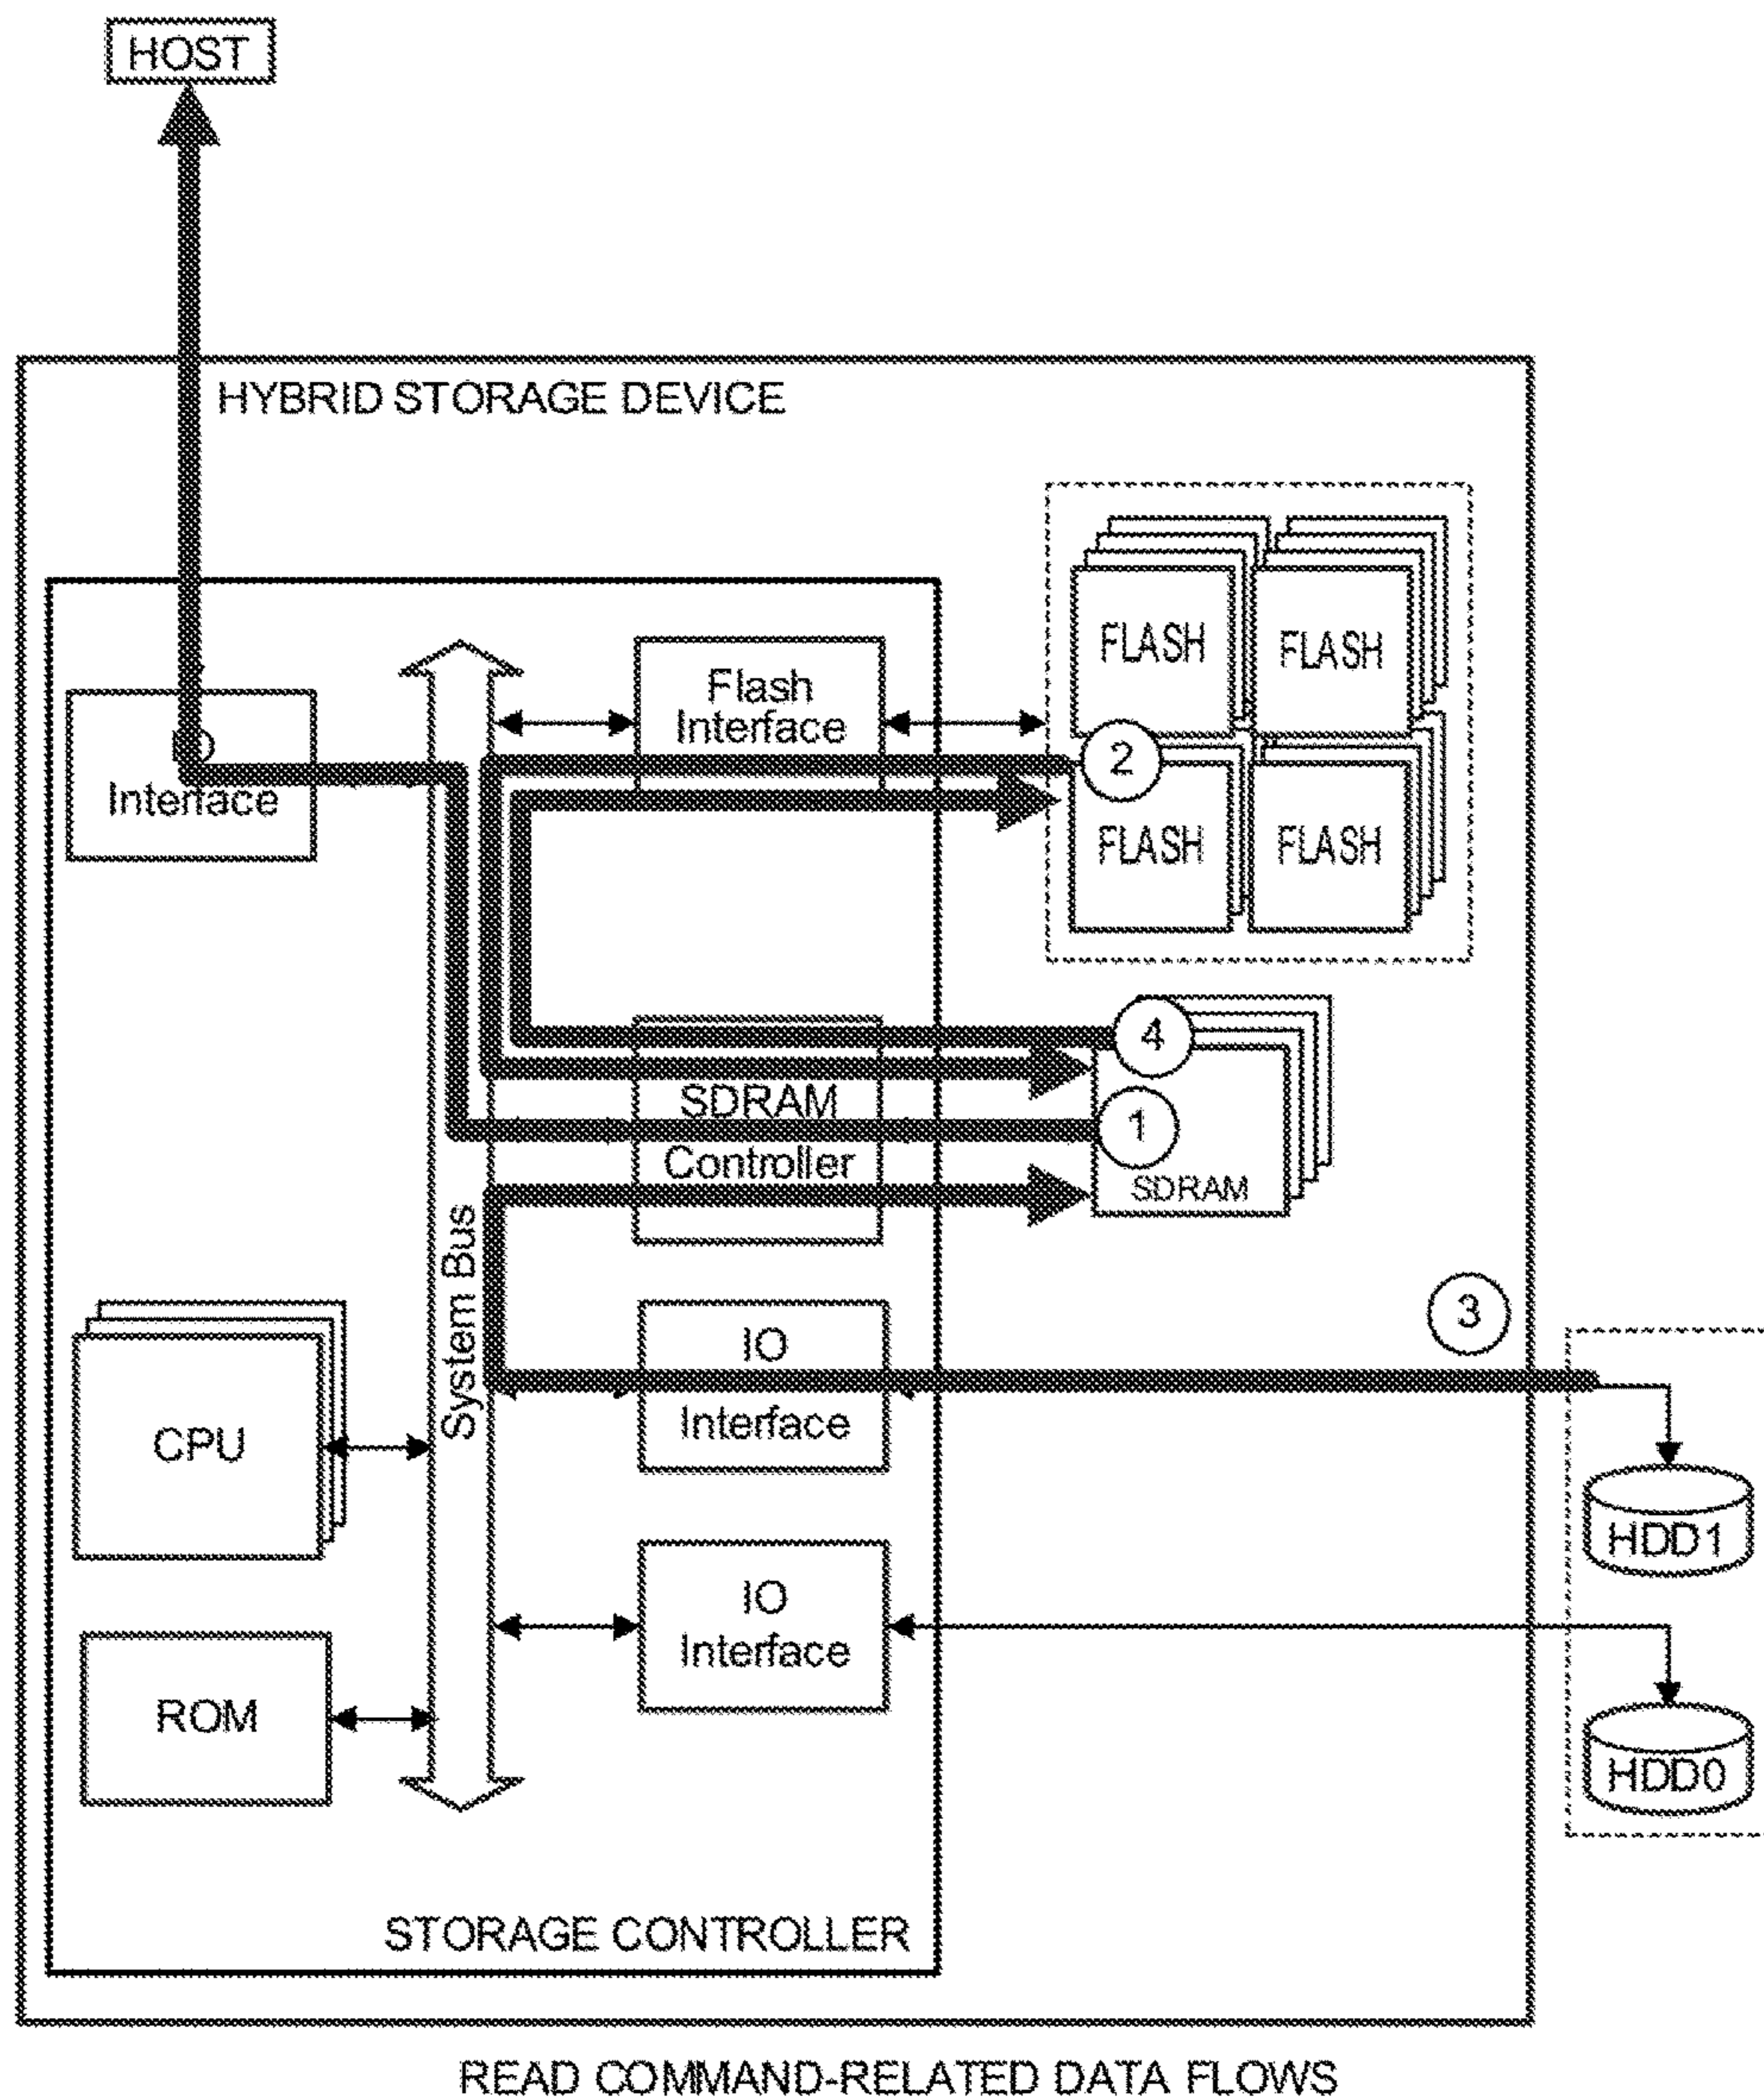 HOST
HYBRID STORAGE DEVICE
FLASH
FLASH
Flash
Interface
2
Interface
FLASH
FLASH
4
SDRAM
1
Controller
SDRAM
System Bus
3
IO
Interface
CPU
HDD1
IO
Interface
ROM
HDD0
STORAGE CONTROLLER
READ COMMAND-RELATED DATA FLOWS